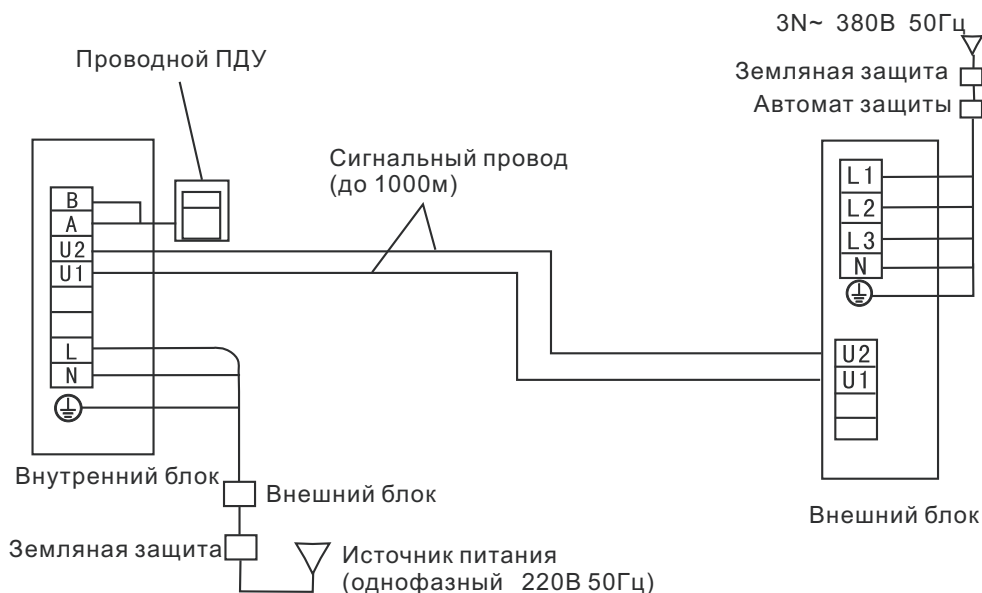 3N~ 380В 50Гц
Проводной ПДУ
Земляная защита
Автомат защиты
Сигнальный провод
(до 1000м)
B
A
U2
U1
L
N
L1
L2
L3
N
U2
U1
Внутренний блок
Внешний блок
Внешний блок
Земляная защита
Источник питания
(однофазный 220В 50Гц)